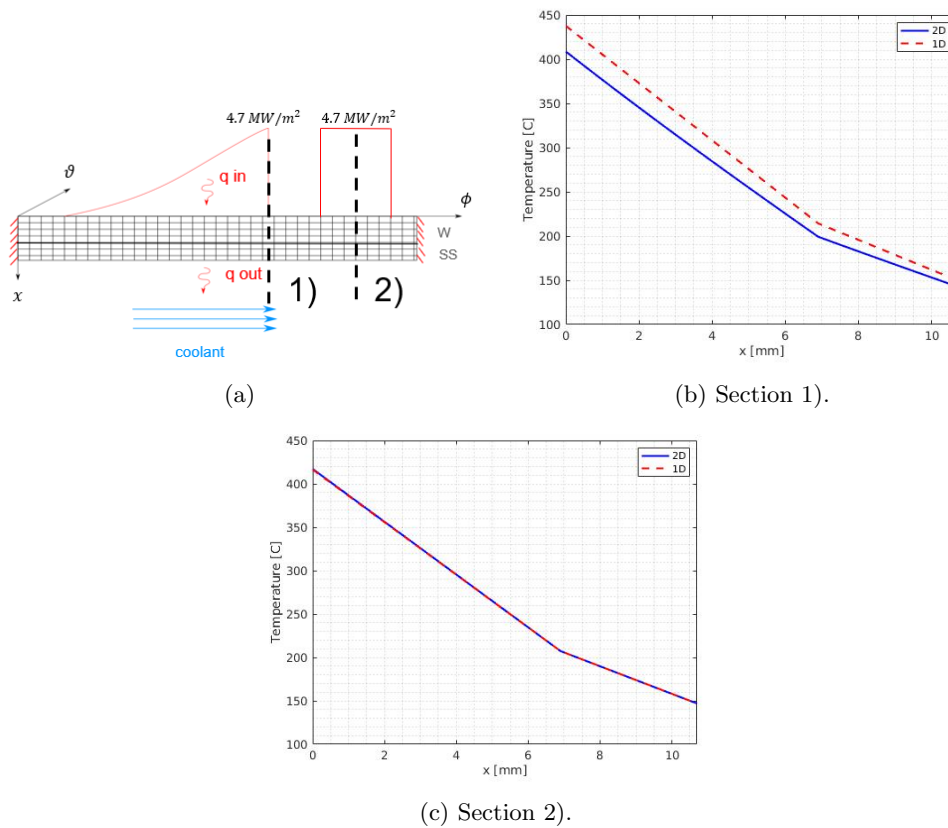 4.7 MW/m²
4.7 MW/m²
ϑ
q in
ϕ
W
SS
q out
x
1)
2)
coolant
(a)
450
400
350
300
250
200
150
100
Temperature [C]
2D
1D
0
2
4
6
8
10
x [mm]
(b) Section 1).
450
400
350
300
250
200
150
100
Temperature [C]
2D
1D
0
2
4
6
8
10
x [mm]
(c) Section 2).